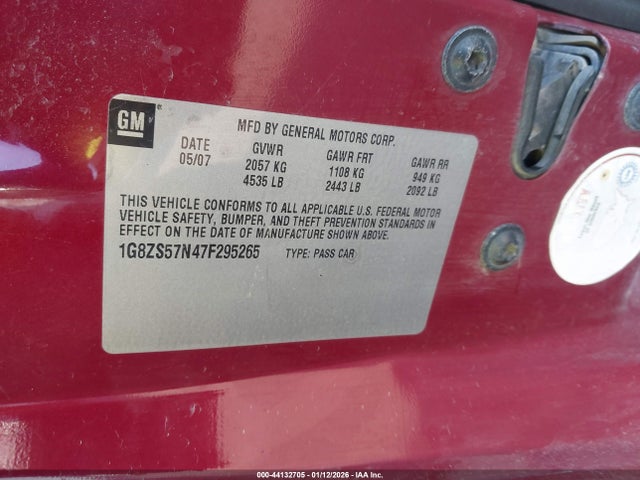 GM
MFD BY GENERAL MOTORS CORP.
DATE GVWR GAWR FRT GAWR RR
05/07 2057 KG 1108 KG 949 KG
4535 LB 2443 LB 2092 LB
THIS VEHICLE CONFORMS TO ALL APPLICABLE U.S. FEDERAL MOTOR
VEHICLE SAFETY, BUMPER, AND THEFT PREVENTION STANDARDS IN
EFFECT ON THE DATE OF MANUFACTURE SHOWN ABOVE.
1G8ZS57N47F295265 TYPE: PASS CAR
000-44132705 - 01/12/2026 - IAA Inc.